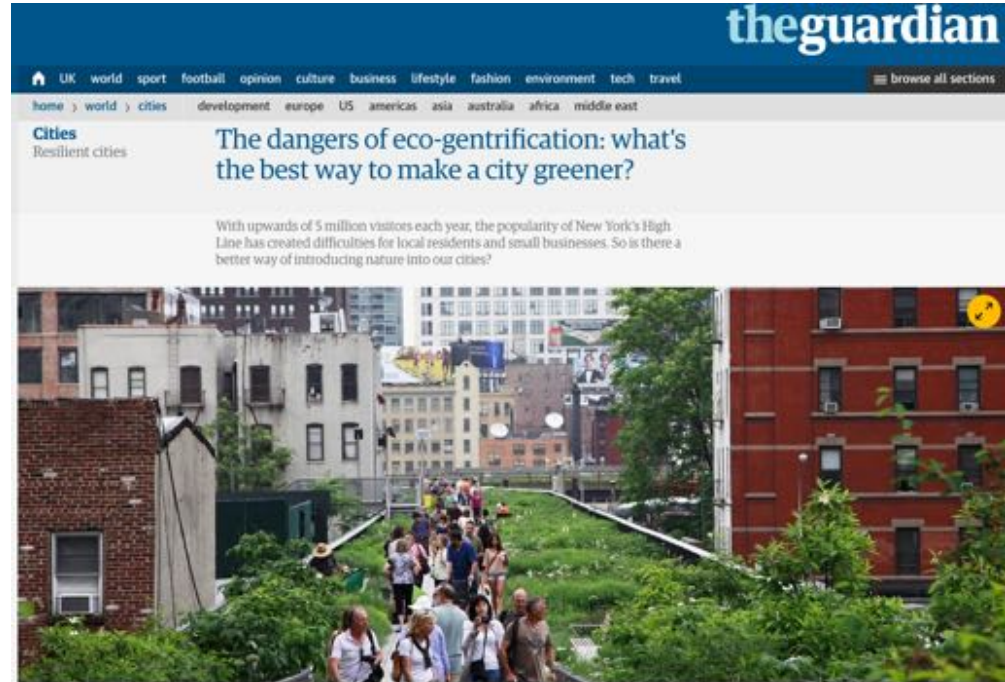 theguardian
UK world sport football opinion culture business lifestyle fashion environment tech travel
browse all sections
home > world > cities development europe US americas asia australia africa middle east
Cities
Resilient cities
The dangers of eco-gentrification: what's
the best way to make a city greener?
With upwards of 5 million visitors each year, the popularity of New York's High
Line has created difficulties for local residents and small businesses. So is there a
better way of introducing nature into our cities?